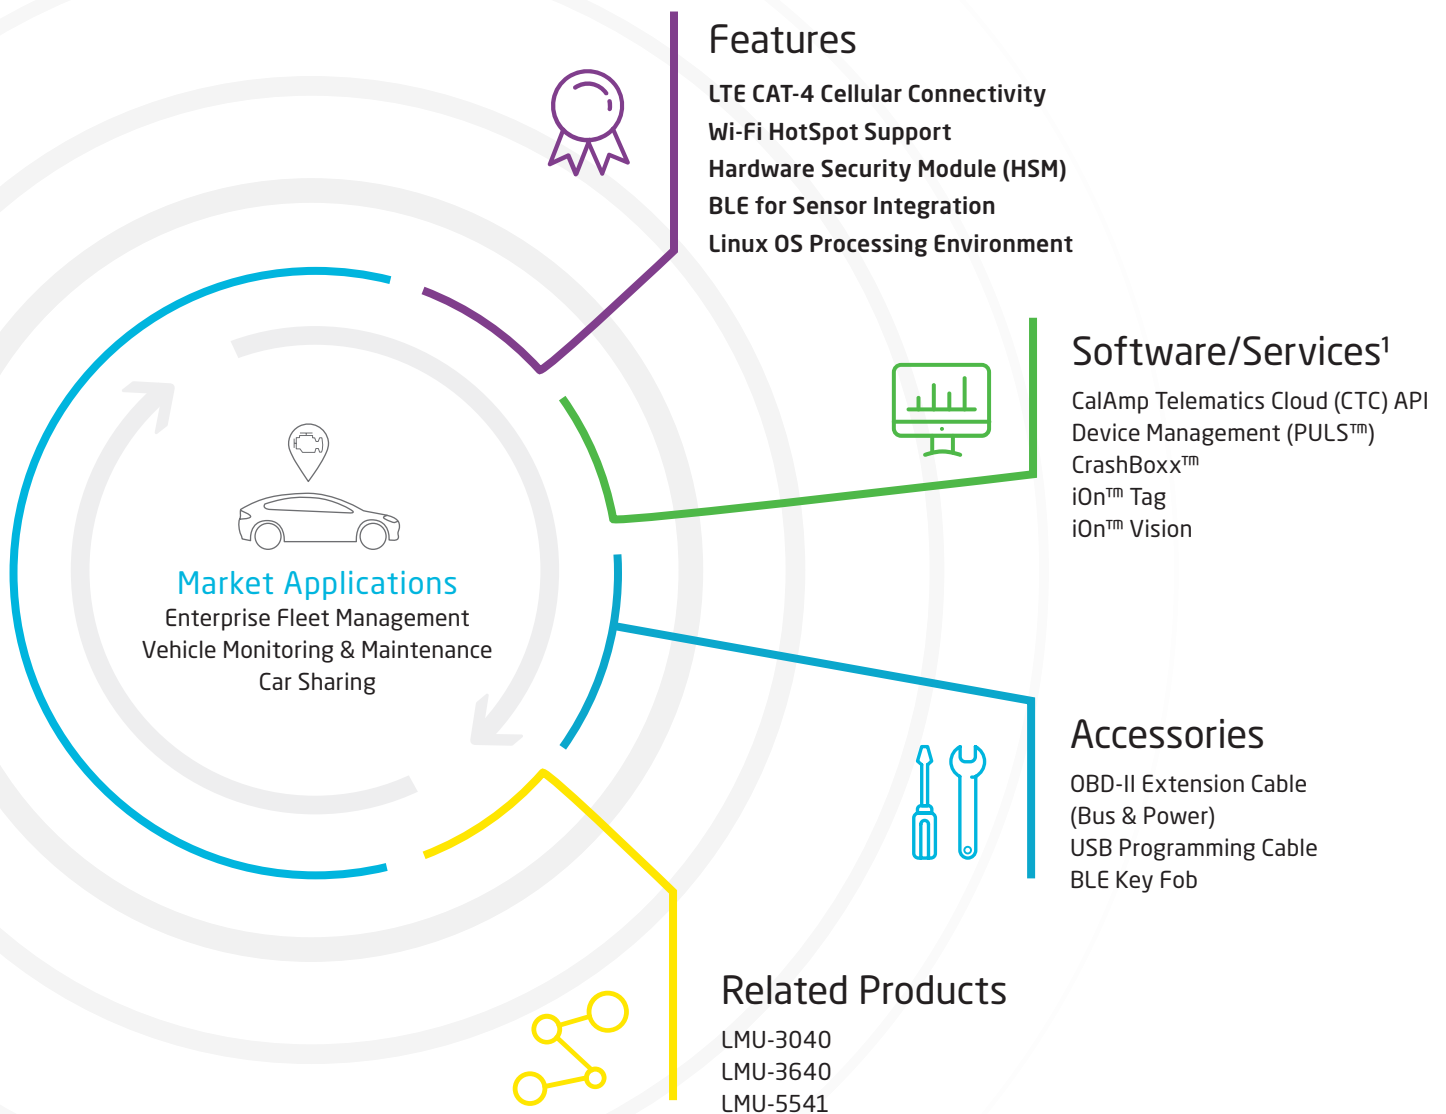 Features
LTE CAT-4 Cellular Connectivity
Wi-Fi HotSpot Support
Hardware Security Module (HSM)
BLE for Sensor Integration
Linux OS Processing Environment
Software/Services¹
CalAmp Telematics Cloud (CTC) API
Device Management (PULS™)
CrashBoxx™
iOn™ Tag
iOn™ Vision
Market Applications
Enterprise Fleet Management
Vehicle Monitoring & Maintenance
Car Sharing
Accessories
OBD-II Extension Cable
(Bus & Power)
USB Programming Cable
BLE Key Fob
Related Products
LMU-3040
LMU-3640
LMU-5541